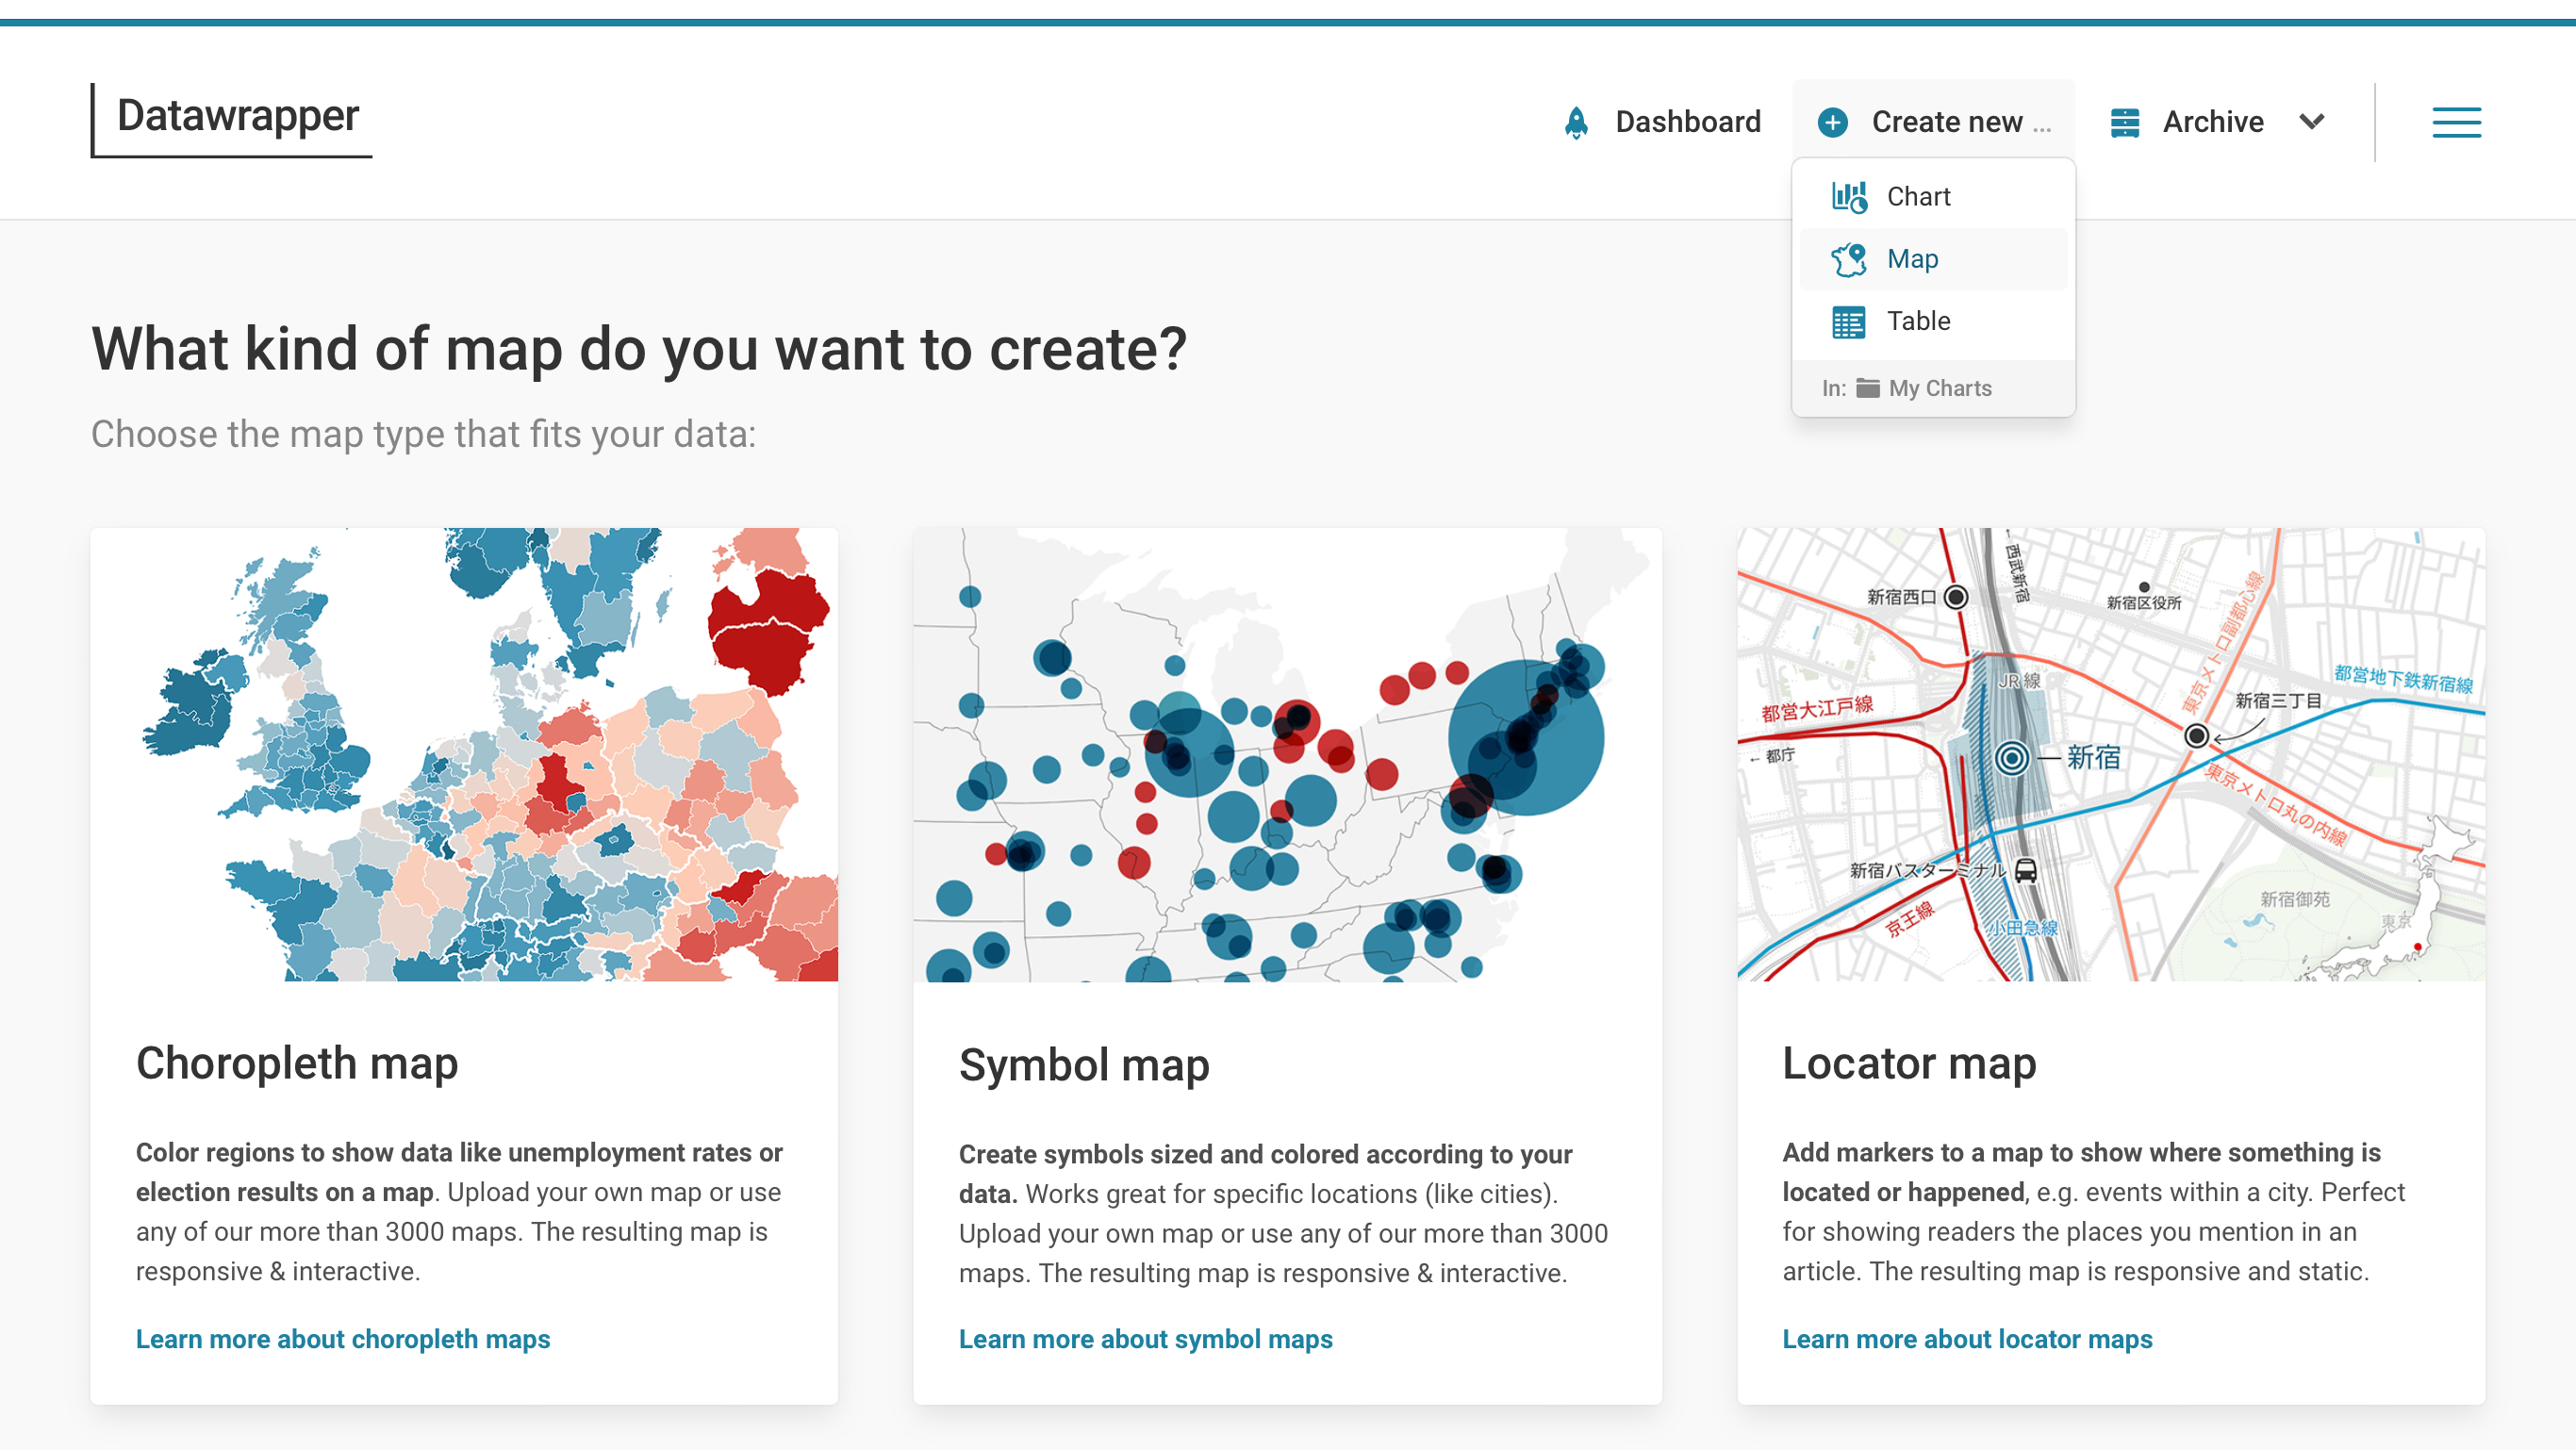 Datawrapper
Dashboard
Create new ...
Archive
Chart
Map
Table
In: My Charts
What kind of map do you want to create?
Choose the map type that fits your data:
←西武新宿
新宿西口
新宿区役所
東京メトロ副都心線
JR線
都営地下鉄新宿線
都営大江戸線
新宿三丁目
←都庁
新宿
東京メトロ丸の内線
新宿バスターミナル
京王線
小田急線
新宿御苑
東京
Choropleth map
Color regions to show data like unemployment rates or
election results on a map. Upload your own map or use
any of our more than 3000 maps. The resulting map is
responsive & interactive.
Learn more about choropleth maps
Symbol map
Create symbols sized and colored according to your
data. Works great for specific locations (like cities).
Upload your own map or use any of our more than 3000
maps. The resulting map is responsive & interactive.
Learn more about symbol maps
Locator map
Add markers to a map to show where something is
located or happened, e.g. events within a city. Perfect
for showing readers the places you mention in an
article. The resulting map is responsive and static.
Learn more about locator maps